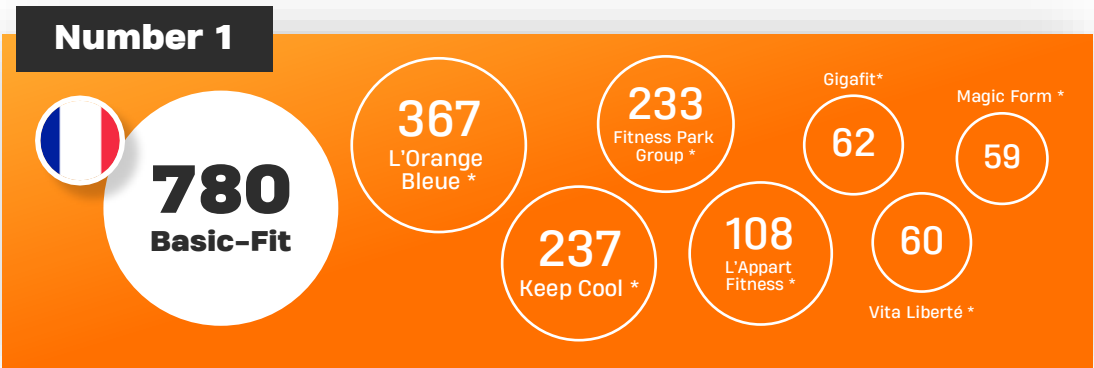 Number 1
780
Basic-Fit
367
L'Orange
Bleue *
237
Keep Cool *
233
Fitness Park
Group *
108
L'Appart
Fitness *
Gigafit*
62
60
Vita Liberté *
Magic Form *
59